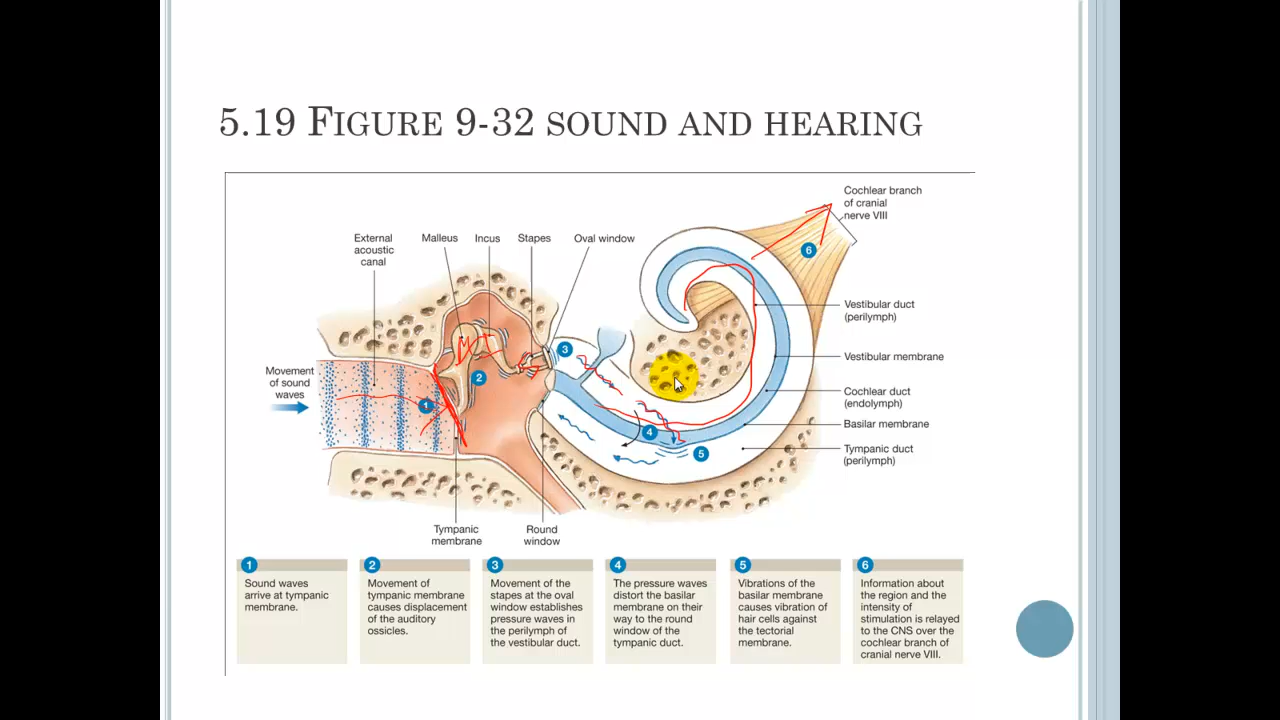 5.19 FIGURE 9-32 SOUND AND HEARING
Cochlear branch
of cranial
nerve VIII
External
acoustic
canal
Malleus
Incus
Stapes
Oval window
6
Vestibular duct
(perilymph)
3
Vestibular membrane
2
Movement
of sound
waves
1
Cochlear duct
(endolymph)
Basilar membrane
4
5
Tympanic duct
(perilymph)
Tympanic
membrane
Round
window
1
Sound waves
arrive at tympanic
membrane.
2
Movement of
tympanic membrane
causes displacement
of the auditory
ossicles.
3
Movement of the
stapes at the oval
window establishes
pressure waves in
the perilymph of
the vestibular duct.
4
The pressure waves
distort the basilar
membrane on their
way to the round
window of the
tympanic duct.
5
Vibrations of the
basilar membrane
causes vibration of
hair cells against
the tectorial
membrane.
6
Information about
the region and the
intensity of
stimulation is relayed
to the CNS over the
cochlear branch of
cranial nerve VIII.